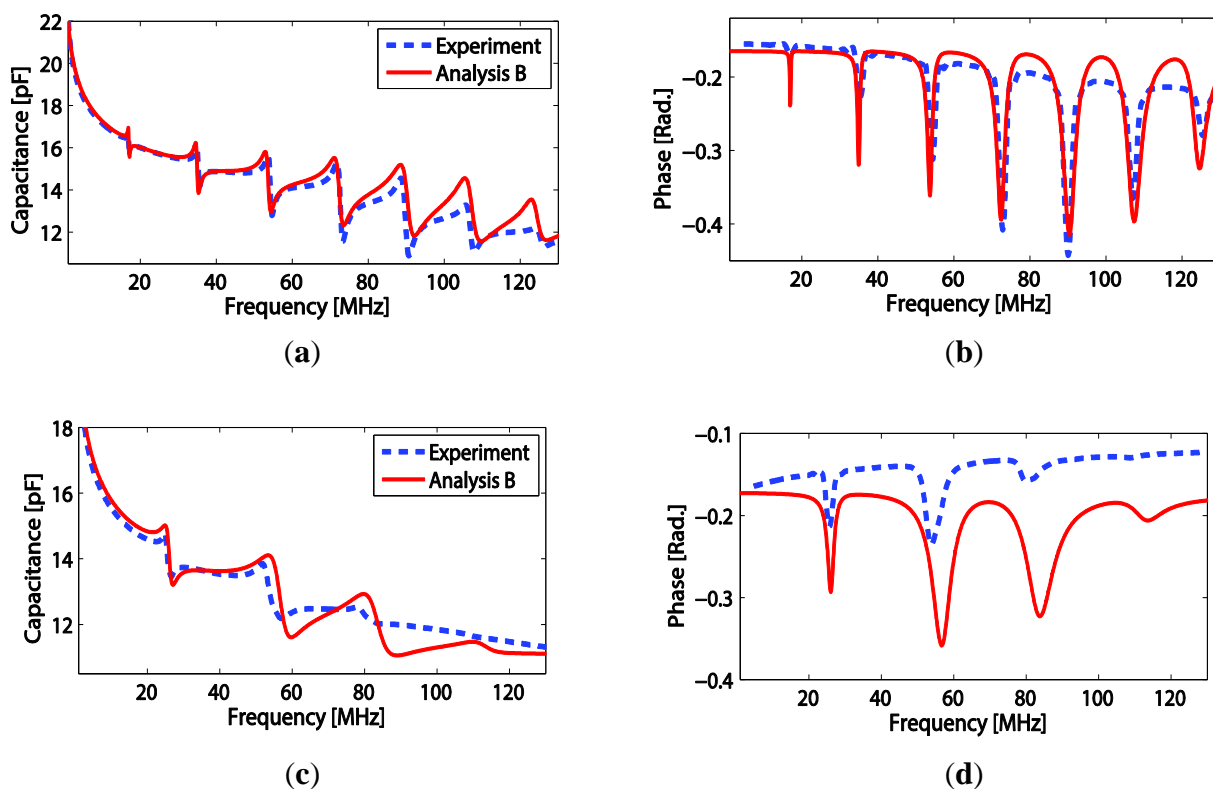 22
20
18
16
14
12
Capacitance [pF]
Experiment
Analysis B
20 40 60 80 100 120
Frequency [MHz]
(a)
−0.2
−0.3
−0.4
Phase [Rad.]
20 40 60 80 100 120
Frequency [MHz]
(b)
18
16
14
12
Capacitance [pF]
Experiment
Analysis B
20 40 60 80 100 120
Frequency [MHz]
(c)
−0.1
−0.2
−0.3
−0.4
Phase [Rad.]
20 40 60 80 100 120
Frequency [MHz]
(d)